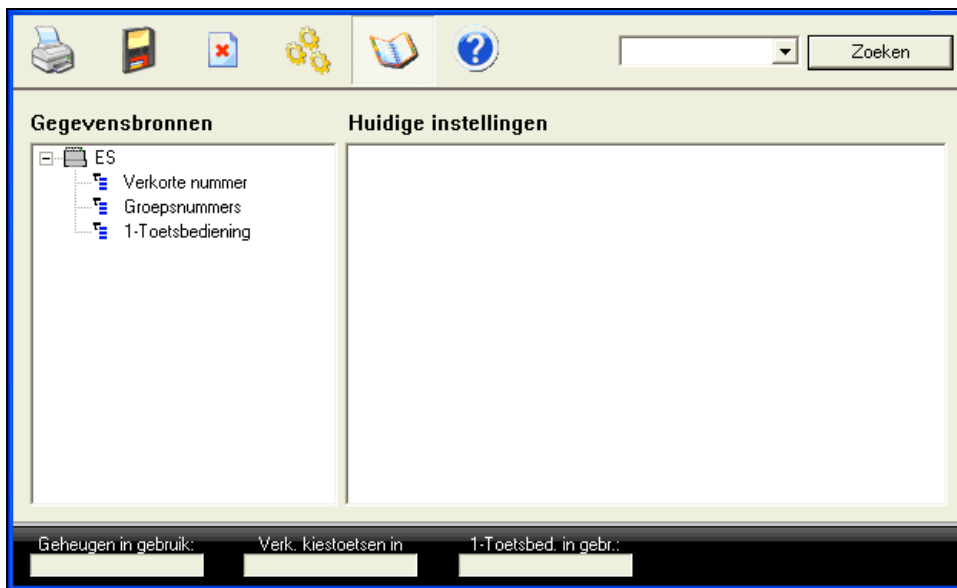 Zoeken
Gegevensbronnen
Huidige instellingen
ES
Verkorte nummer
Groepsnummers
1-Toetsbediening
Geheugen in gebruik:
Verk. kiestoetsen in
1-Toetsbed. in gebr.: